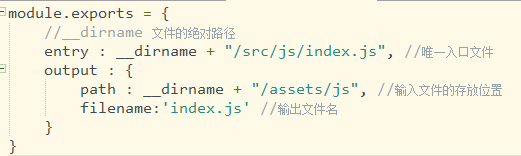 module.exports = {
//__dirname 文件的绝对路径
entry : __dirname + "/src/js/index.js", //唯一入口文件
output : {
path : __dirname + "/assets/js", //输入文件的存放位置
filename:'index.js' //输出文件名
}
}